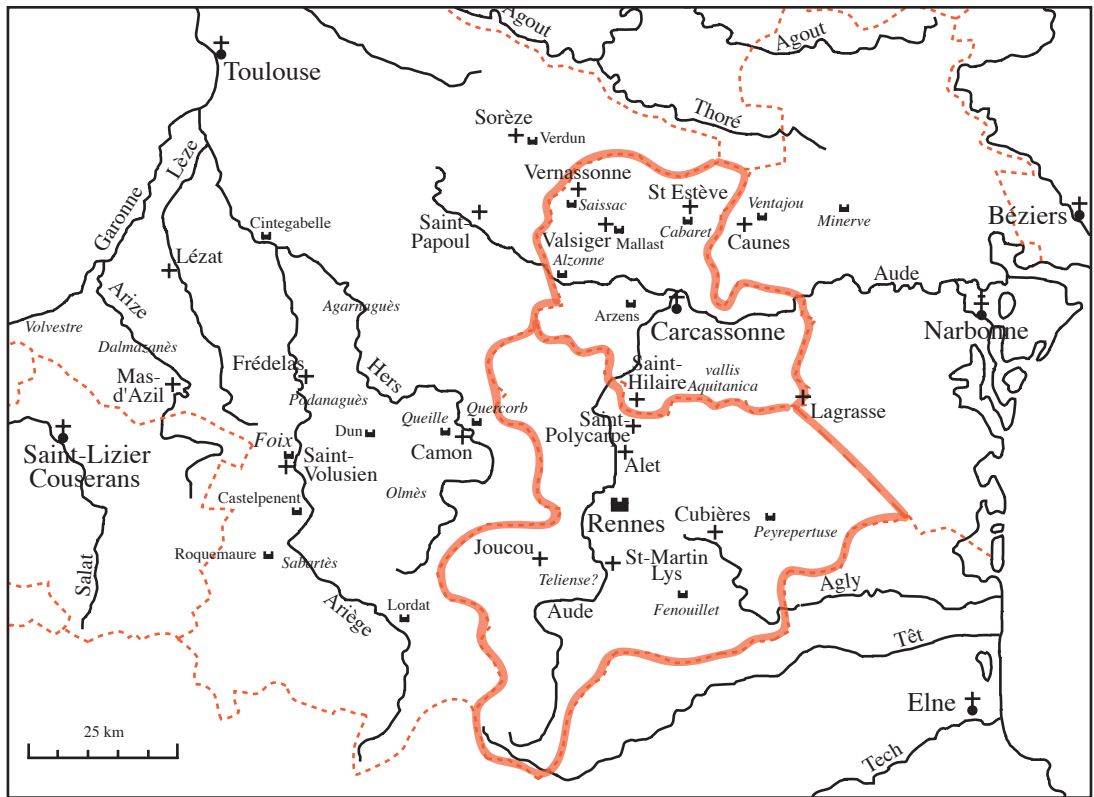 Agout
Agout
Toulouse
Thoré
Sorèze
Verdun
Lèze
Vernassonne
St Estève
Saissac
Ventajou
Garonne
Minerve
Béziers
Cintegabelle
Saint-
Papoul
Valsiger
Mallast
Cabaret
Caunes
Lézat
Alzonne
Aude
Arize
Agarnaguès
Arzens
Carcassonne
Narbonne
Volvestre
Dalmazanès
Frédelas
Hers
Saint-
Hilaire
vallis
Aquitanica
Mas-
d'Azil
Podanaguès
Queille
Quercorb
Lagrasse
Saint-
Polycarpe
Foix
Dun
Camon
Saint-Lizier
Couserans
Saint-
Volusien
Alet
Olmès
Castelpenent
Rennes
Cubières
Peyrepertuse
Roquemaure
Sabartès
Joucou
Teliense?
St-Martin
Lys
Salat
Agly
Ariège
Lordat
Aude
Fenouillet
Têt
Elne
25 km
Tech